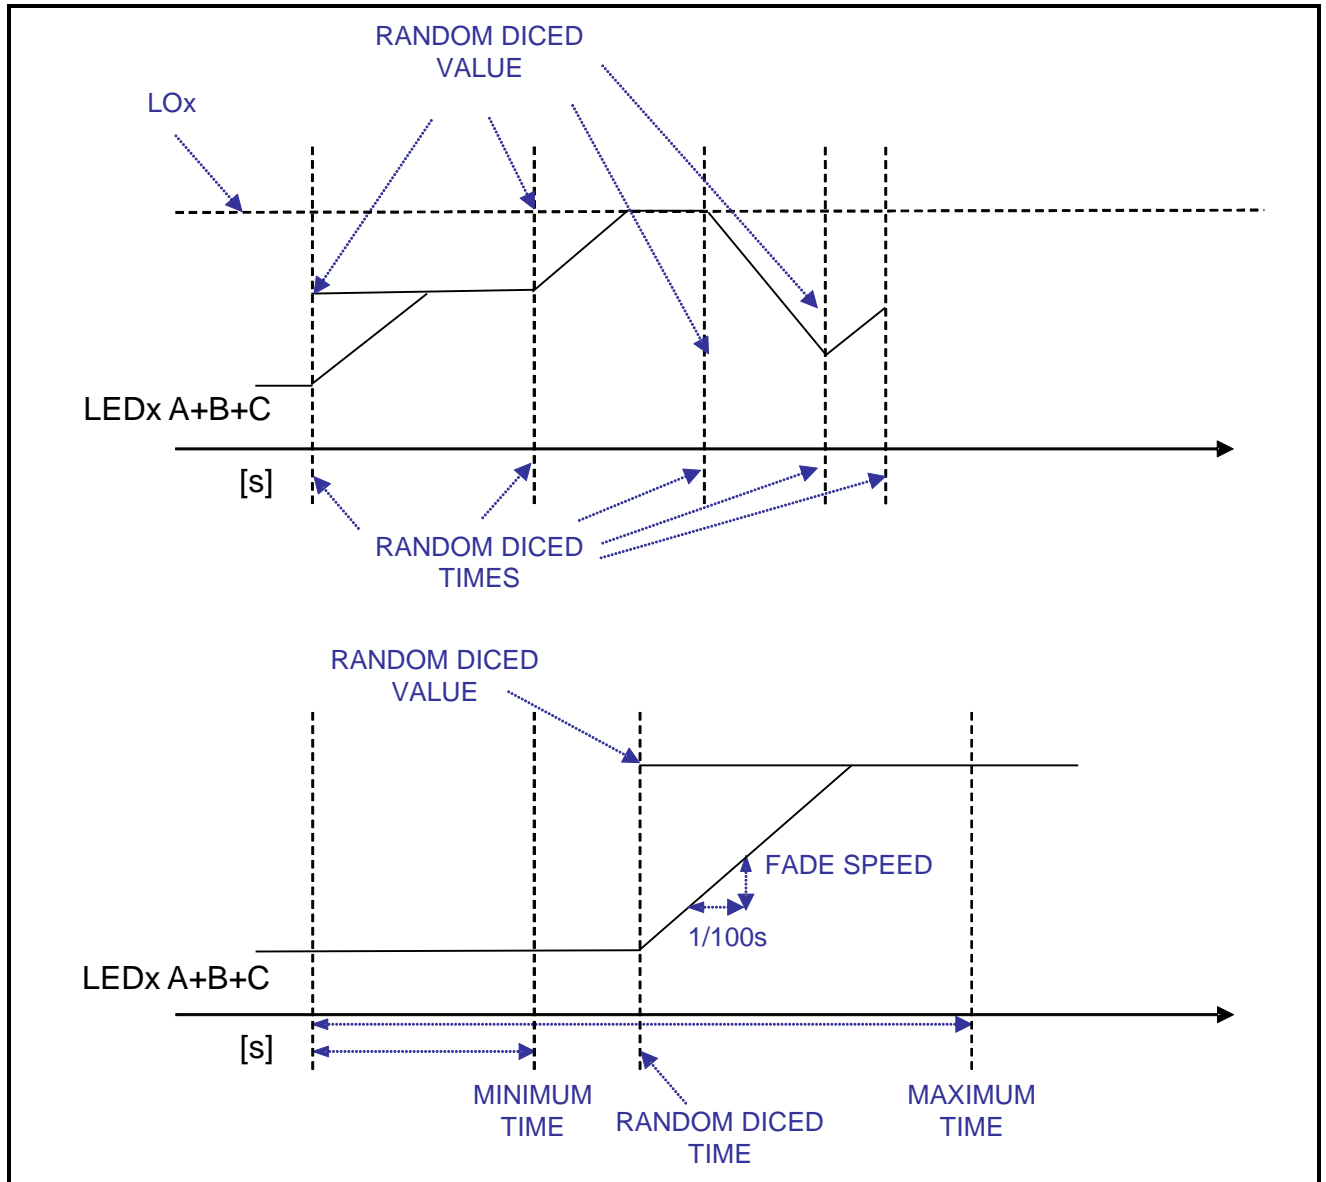 RANDOM DICED
VALUE
LOx
LEDx A+B+C
[s]
RANDOM DICED
TIMES
RANDOM DICED
VALUE
FADE SPEED
1/100s
LEDx A+B+C
[s]
MINIMUM
TIME
RANDOM DICED
TIME
MAXIMUM
TIME